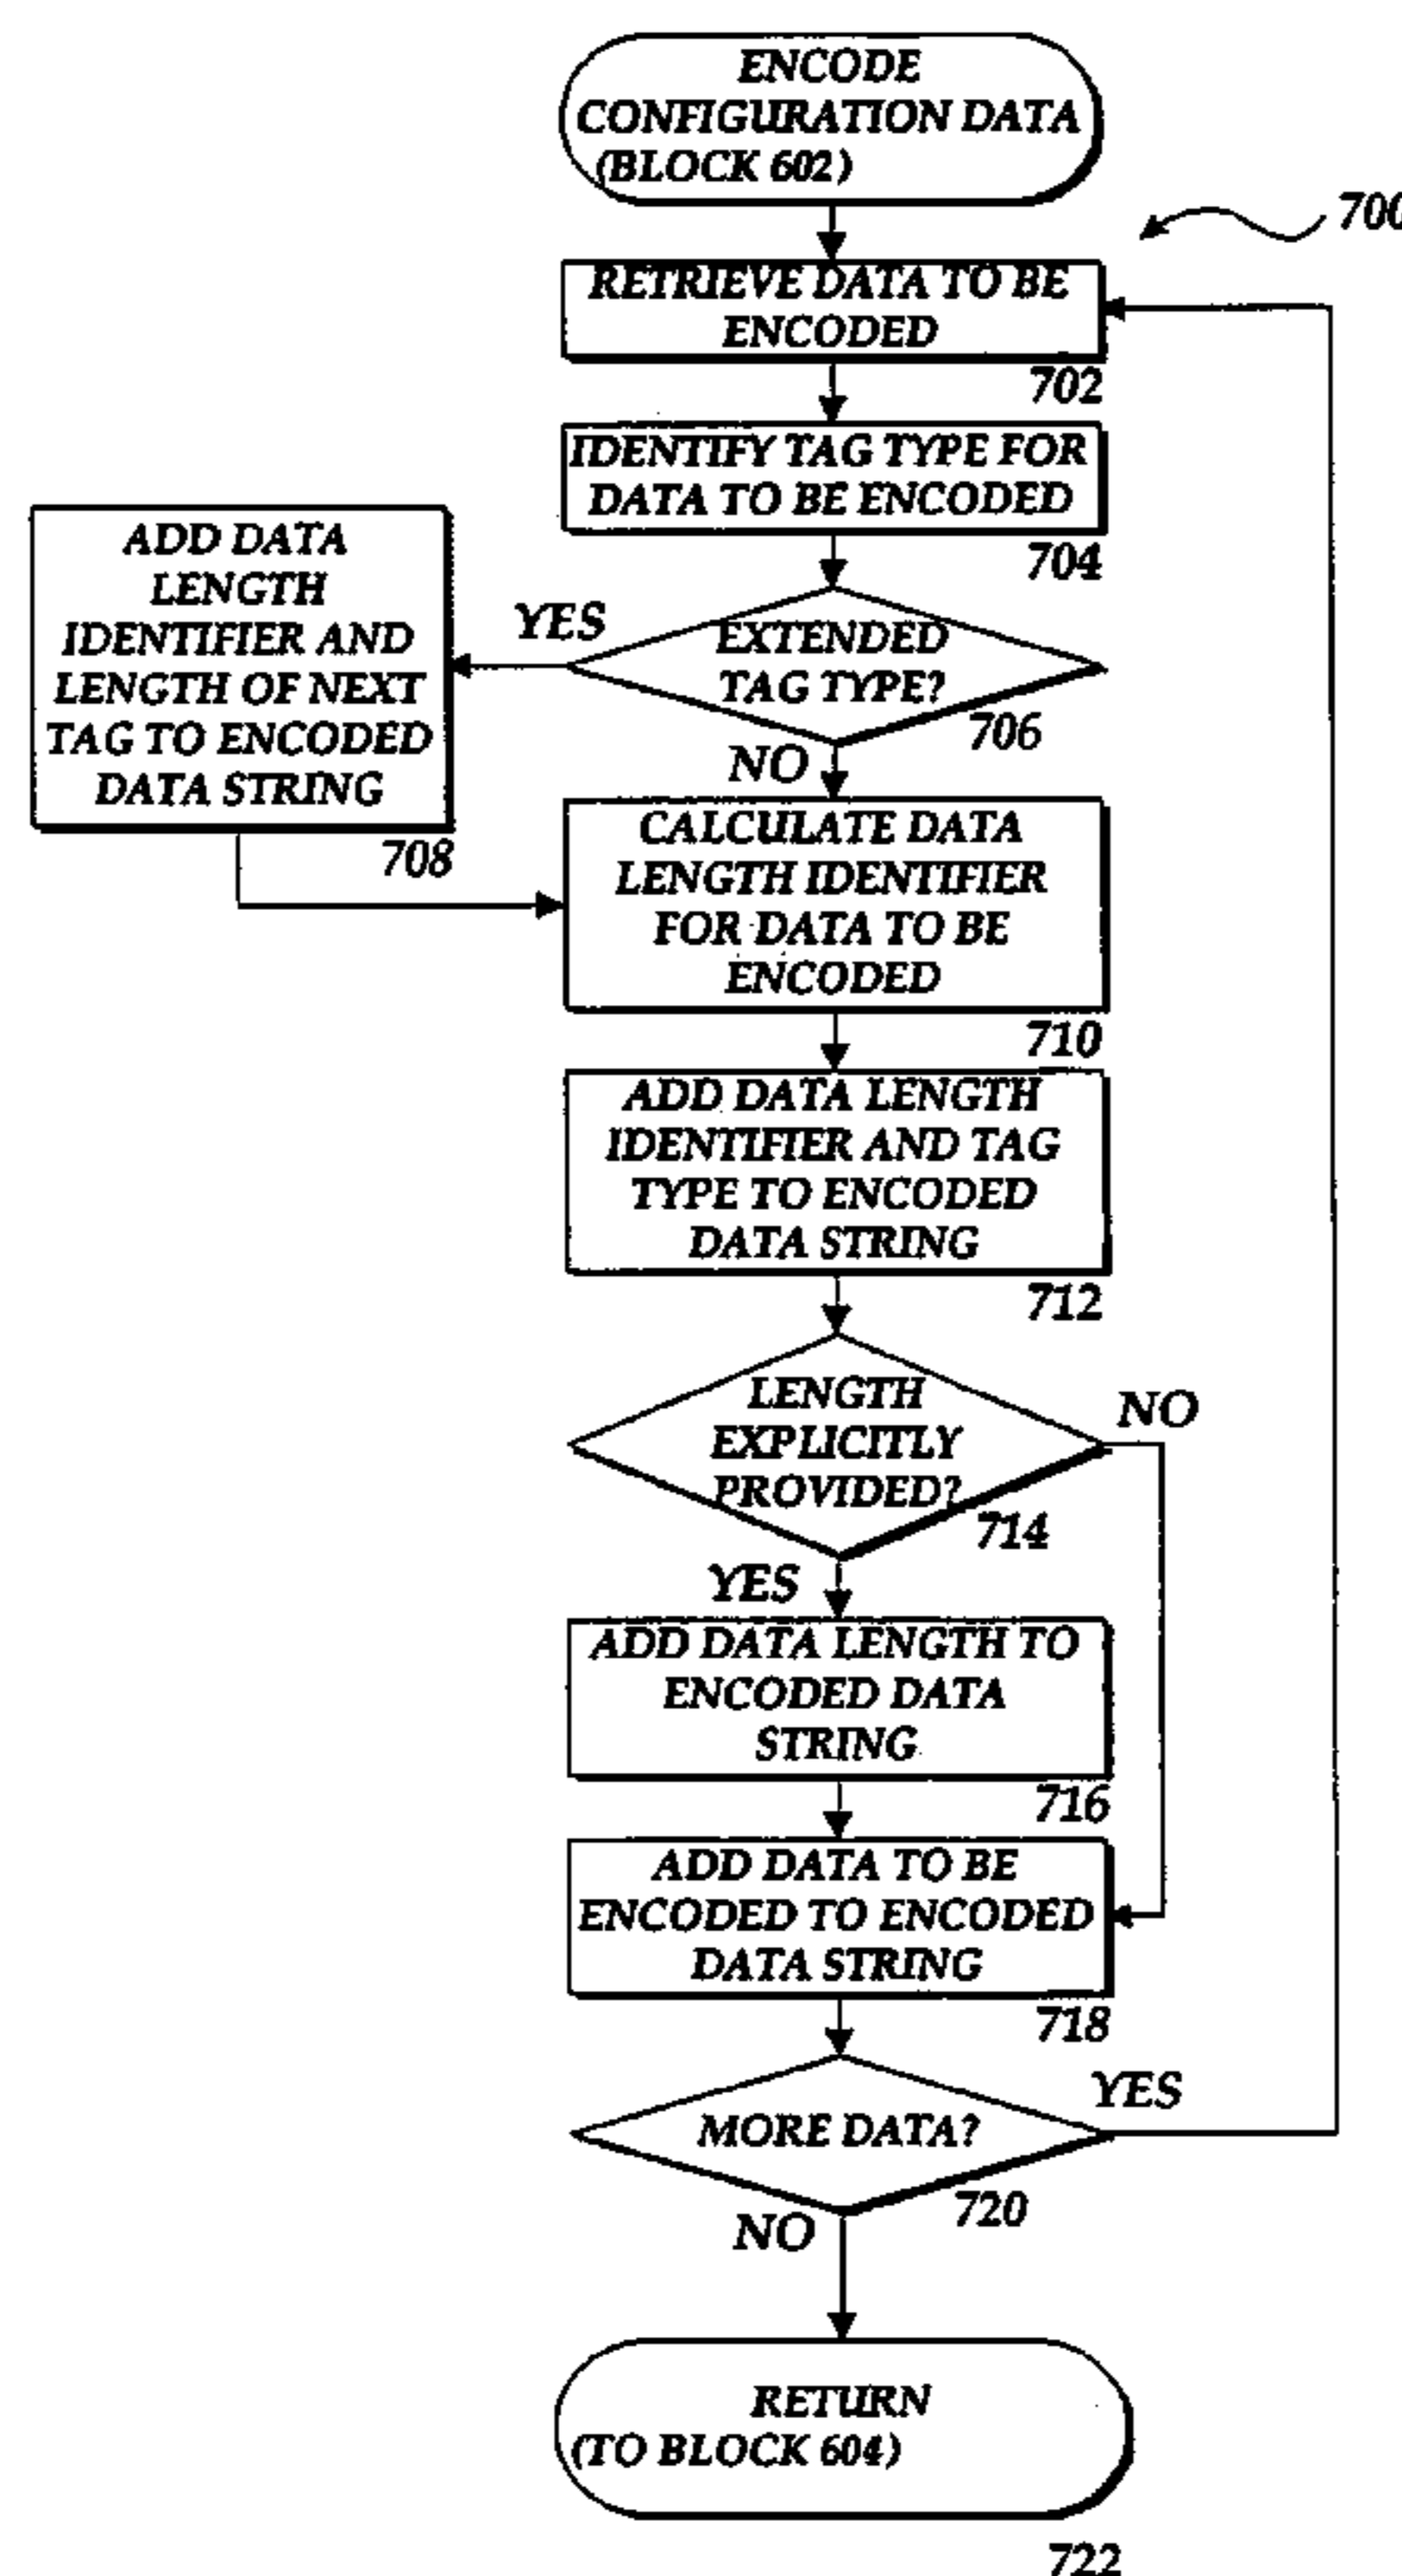 ENCODE
CONFIGURATION DATA
(BLOCK 602)
700
RETRIEVE DATA TO BE
ENCODED
702
IDENTIFY TAG TYPE FOR
DATA TO BE ENCODED
704
ADD DATA
LENGTH
IDENTIFIER AND
LENGTH OF NEXT
TAG TO ENCODED
DATA STRING
708
YES
EXTENDED
TAG TYPE?
706
NO
CALCULATE DATA
LENGTH IDENTIFIER
FOR DATA TO BE
ENCODED
710
ADD DATA LENGTH
IDENTIFIER AND TAG
TYPE TO ENCODED
DATA STRING
712
LENGTH
EXPLICITLY
PROVIDED?
714
NO
YES
ADD DATA LENGTH TO
ENCODED DATA
STRING
716
ADD DATA TO BE
ENCODED TO ENCODED
DATA STRING
718
MORE DATA?
720
YES
NO
RETURN
(TO BLOCK 604)
722